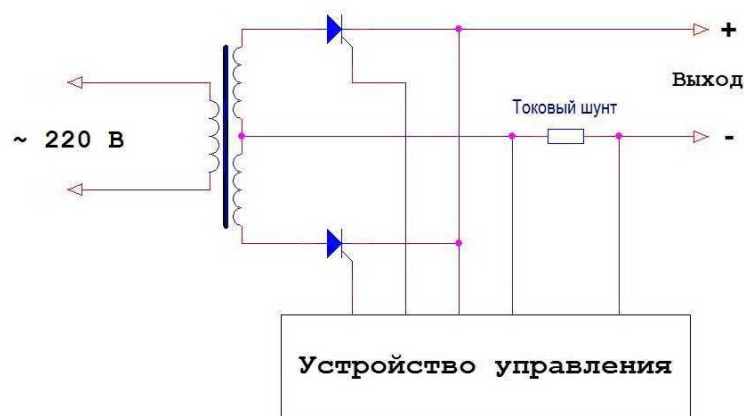 +
Выход
Токовый шунт
~ 220 В
-
Устройство управления